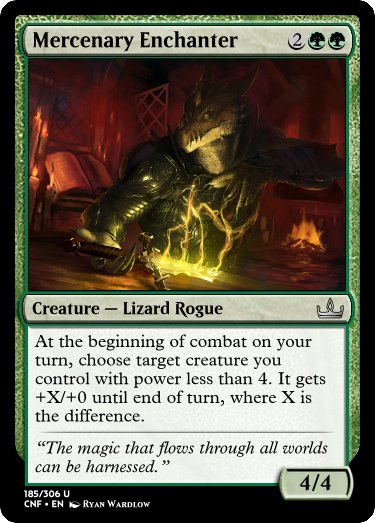 Mercenary Enchanter 2
Creature — Lizard Rogue
At the beginning of combat on your
turn, choose target creature you
control with power less than 4. It gets
+X/+0 until end of turn, where X is
the difference.
“The magic that flows through all worlds
can be harnessed.”
4/4
185/306 U
CNF • EN Ryan Wardlow